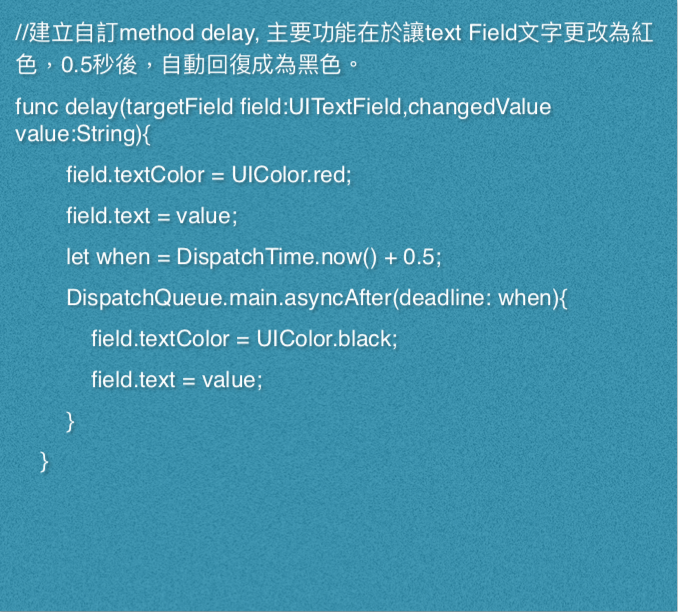 //建立自訂method delay, 主要功能在於讓text Field文字更改為紅
色，0.5秒後，自動回復成為黑色。
func delay(targetField field:UITextField,changedValue
value:String){
field.textColor = UIColor.red;
field.text = value;
let when = DispatchTime.now() + 0.5;
DispatchQueue.main.asyncAfter(deadline: when){
field.textColor = UIColor.black;
field.text = value;
}
}